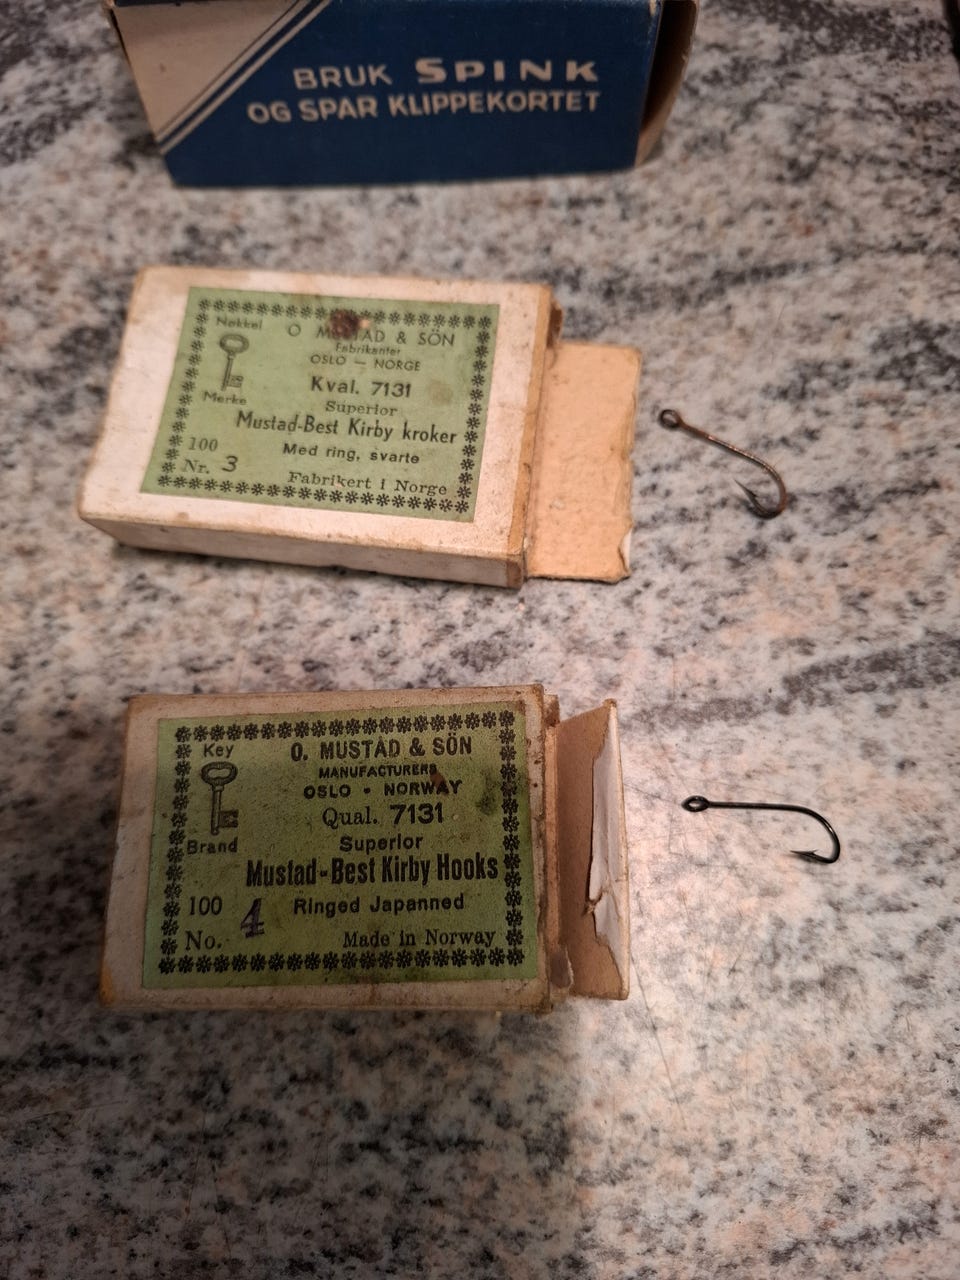 BRUK SPINK
OG SPAR KLIPPEKORTET
Nøkkel
O. MUSTAD & SÖN
Fabrikanter
OSLO — NORGE
Kval. 7131
Merke
Superior
Mustad-Best Kirby kroker
100
Med ring, svarte
Nr. 3
Fabrikert i Norge
Key
O. MUSTAD & SÖN
MANUFACTURERS
OSLO • NORWAY
Qual. 7131
Brand
Superior
Mustad-Best Kirby Hooks
100
Ringed Japanned
No. 4
Made in Norway